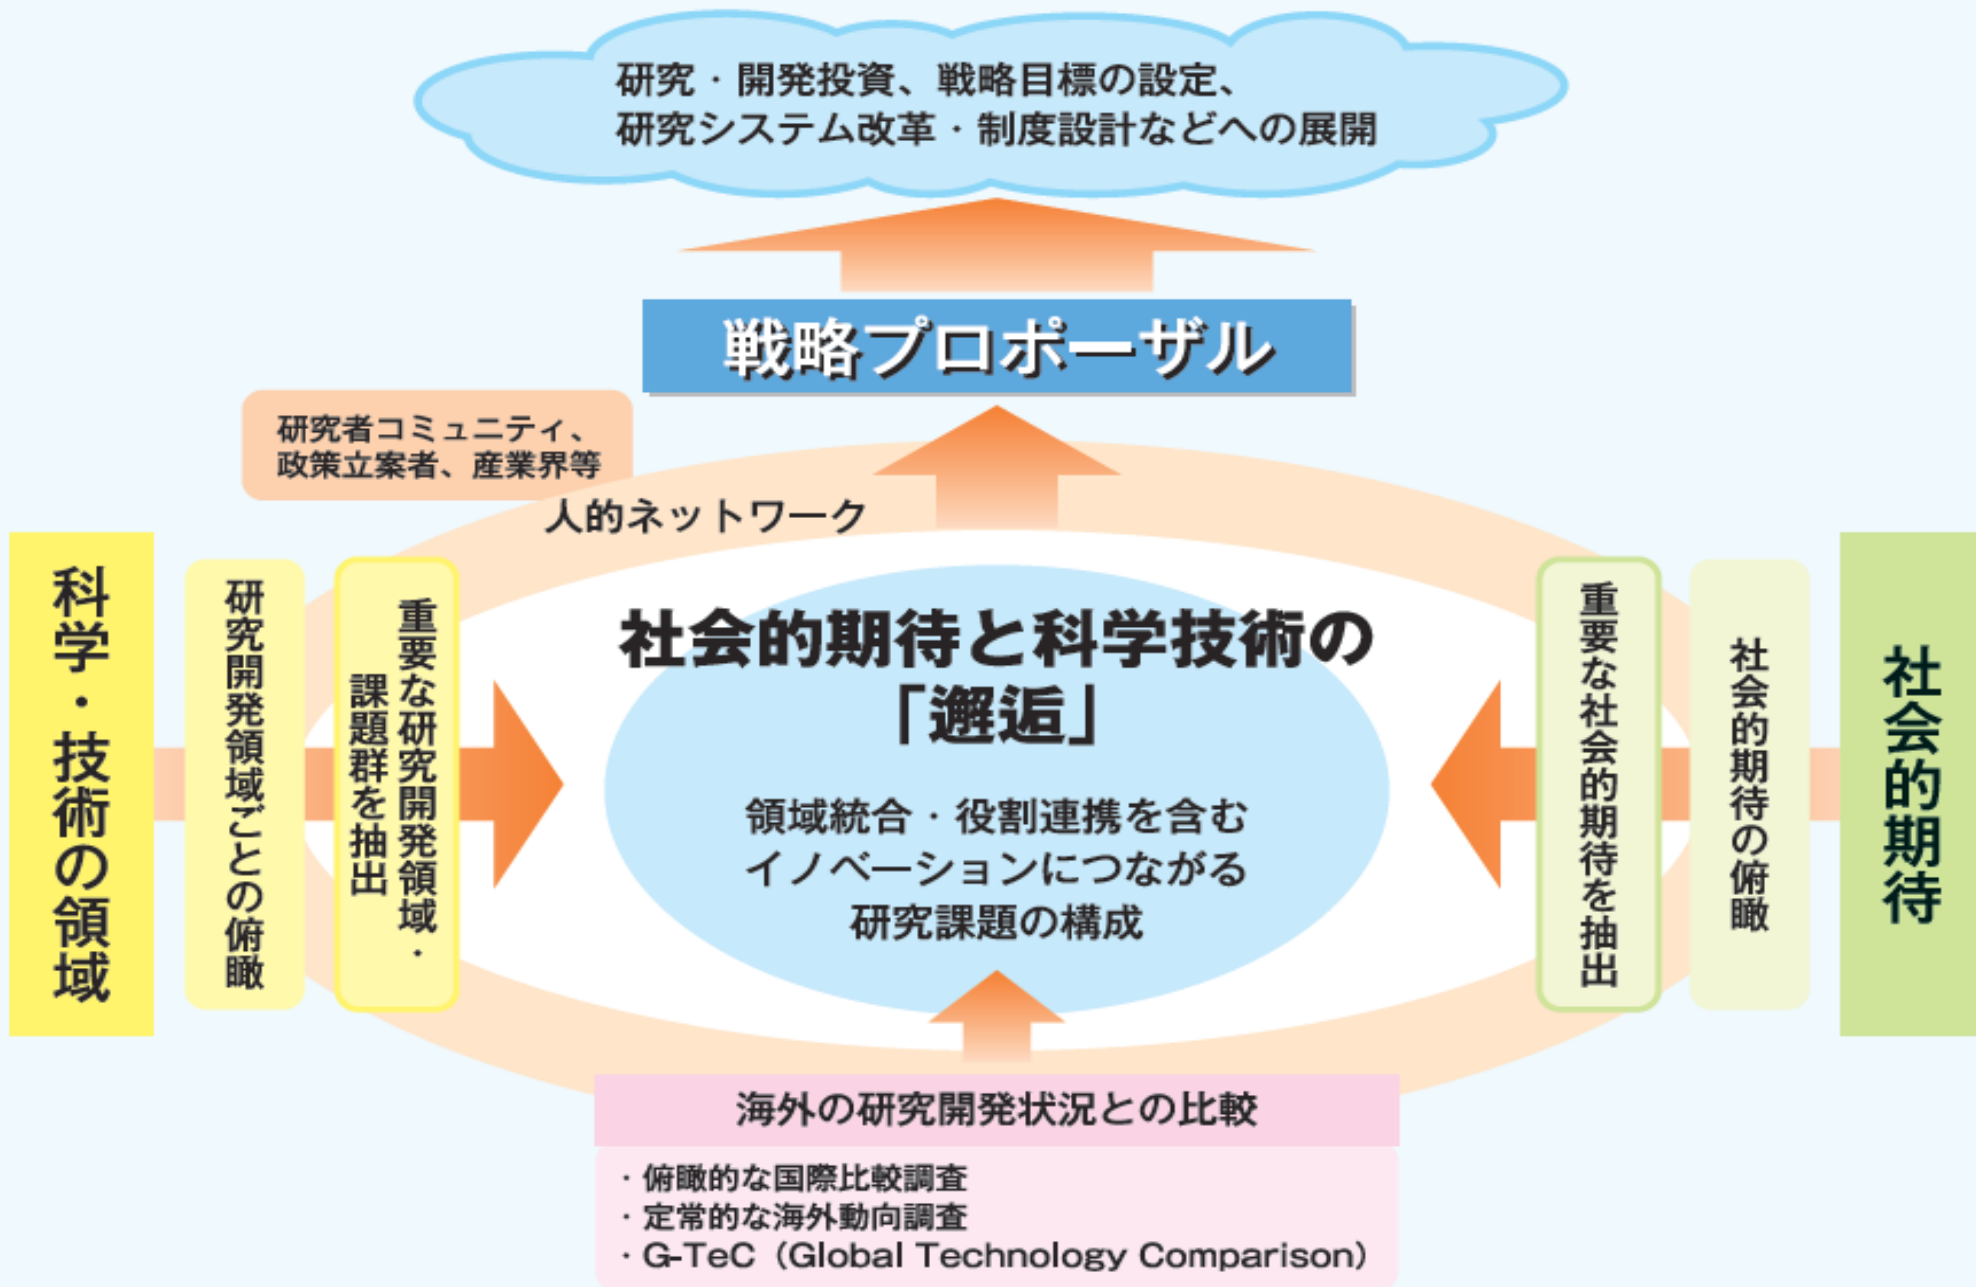 研究・開発投資、戦略目標の設定、
研究システム改革・制度設計などへの展開
戦略プロポーザル
研究者コミュニティ、
政策立案者、産業界等
人的ネットワーク
科学・技術の領域
研究開発領域ごとの俯瞰
重要な研究開発領域・
課題群を抽出
社会的期待と科学技術の
「邂逅」
領域統合・役割連携を含む
イノベーションにつながる
研究課題の構成
重要な社会的期待を抽出
社会的期待の俯瞰
社会的期待
海外の研究開発状況との比較
・俯瞰的な国際比較調査
・定常的な海外動向調査
・G-TeC（Global Technology Comparison）